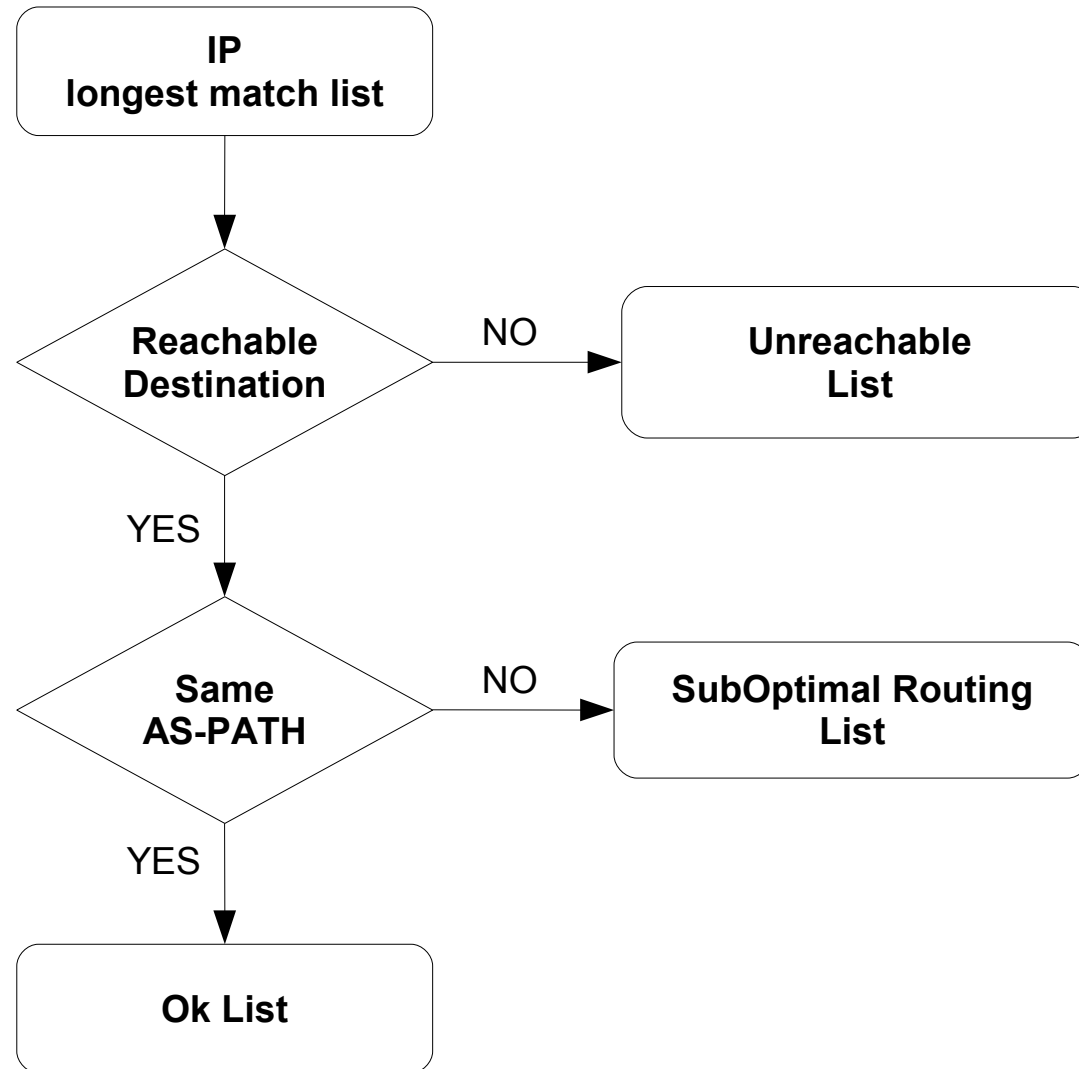 IP
longest match list
Reachable
Destination
NO
Unreachable
List
YES
Same
AS-PATH
NO
SubOptimal Routing
List
YES
Ok List